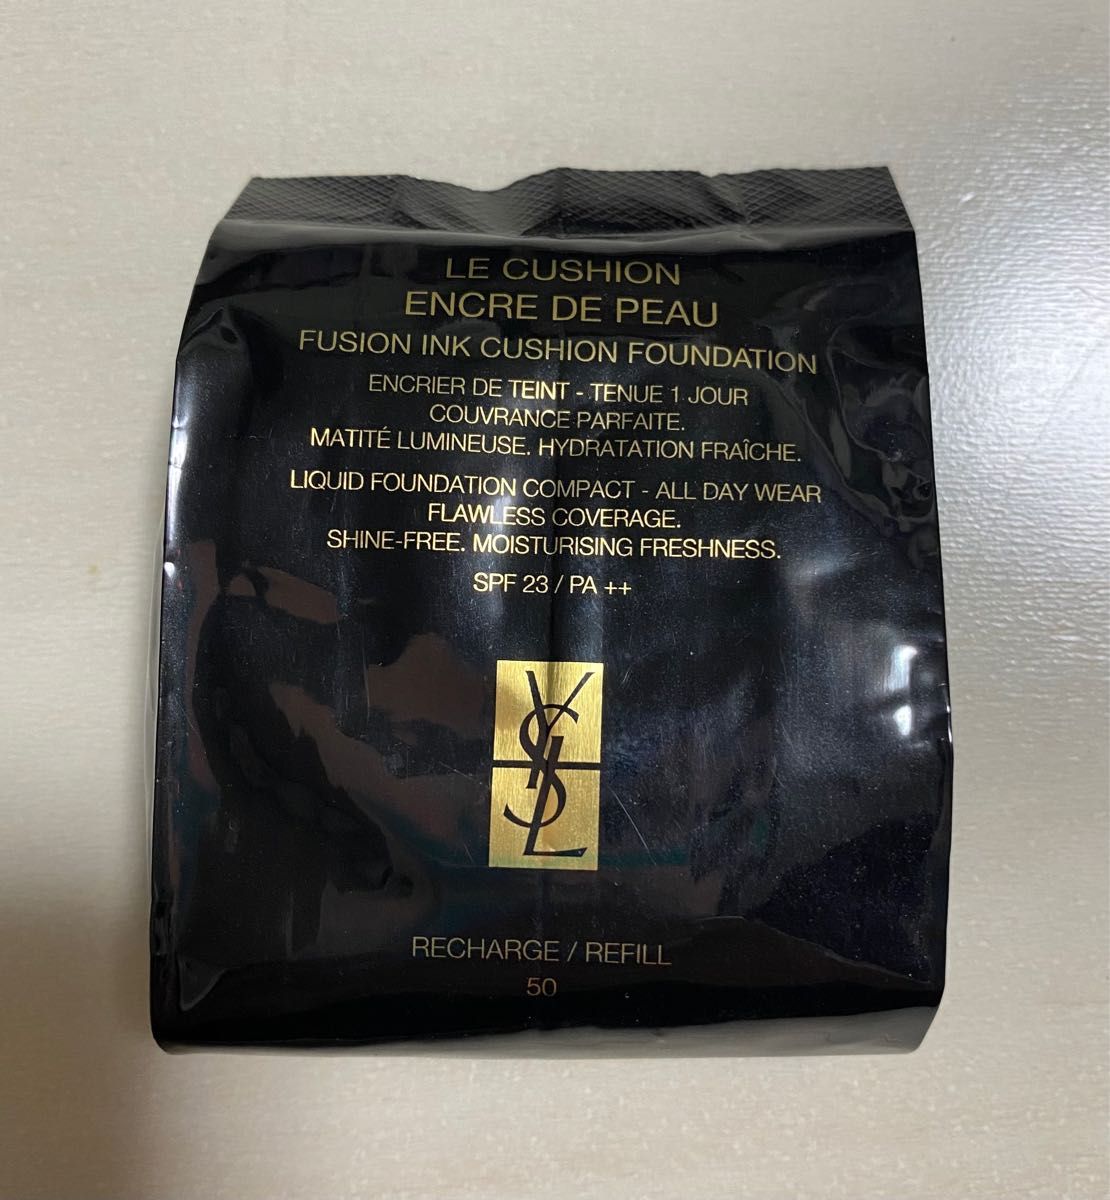 LE CUSHION
ENCRE DE PEAU
FUSION INK CUSHION FOUNDATION
ENCRIER DE TEINT - TENUE 1 JOUR
COUVRANCE PARFAITE.
MATITÉ LUMINEUSE. HYDRATATION FRAÎCHE.
LIQUID FOUNDATION COMPACT - ALL DAY WEAR
FLAWLESS COVERAGE.
SHINE-FREE. MOISTURISING FRESHNESS.
SPF 23 / PA ++
YSL
RECHARGE / REFILL
50